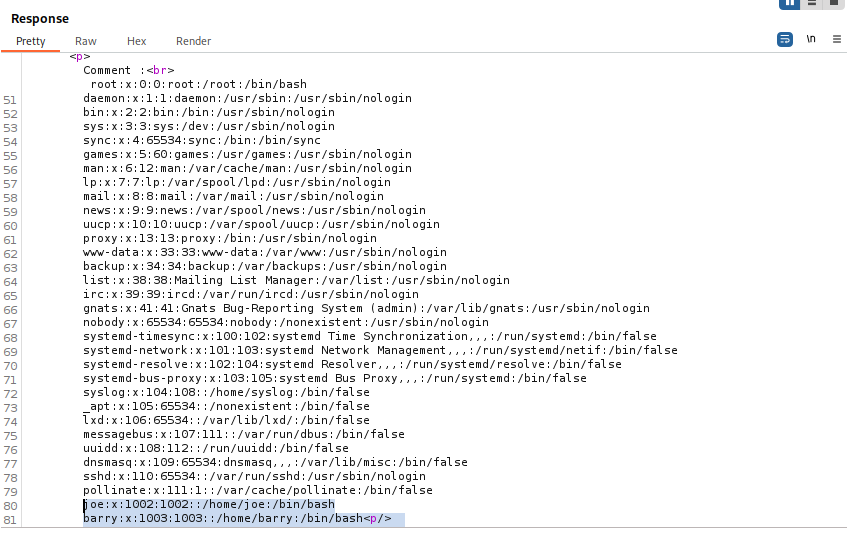 Response
Pretty Raw Hex Render
\n
<p>
Comment :<br>
root:x:0:0:root:/root:/bin/bash
51 daemon:x:1:1:daemon:/usr/sbin:/usr/sbin/nologin
52 bin:x:2:2:bin:/bin:/usr/sbin/nologin
53 sys:x:3:3:sys:/dev:/usr/sbin/nologin
54 sync:x:4:65534:sync:/bin:/bin/sync
55 games:x:5:60:games:/usr/games:/usr/sbin/nologin
56 man:x:6:12:man:/var/cache/man:/usr/sbin/nologin
57 lp:x:7:7:lp:/var/spool/lpd:/usr/sbin/nologin
58 mail:x:8:8:mail:/var/mail:/usr/sbin/nologin
59 news:x:9:9:news:/var/spool/news:/usr/sbin/nologin
60 uucp:x:10:10:uucp:/var/spool/uucp:/usr/sbin/nologin
61 proxy:x:13:13:proxy:/bin:/usr/sbin/nologin
62 www-data:x:33:33:www-data:/var/www:/usr/sbin/nologin
63 backup:x:34:34:backup:/var/backups:/usr/sbin/nologin
64 list:x:38:38:Mailing List Manager:/var/list:/usr/sbin/nologin
65 irc:x:39:39:ircd:/var/run/ircd:/usr/sbin/nologin
66 gnats:x:41:41:Gnats Bug-Reporting System (admin):/var/lib/gnats:/usr/sbin/nologin
67 nobody:x:65534:65534:nobody:/nonexistent:/usr/sbin/nologin
68 systemd-timesync:x:100:102:systemd Time Synchronization,,,:/run/systemd:/bin/false
69 systemd-network:x:101:103:systemd Network Management,,,:/run/systemd/netif:/bin/false
70 systemd-resolve:x:102:104:systemd Resolver,,,:/run/systemd/resolve:/bin/false
71 systemd-bus-proxy:x:103:105:systemd Bus Proxy,,,:/run/systemd:/bin/false
72 syslog:x:104:108::/home/syslog:/bin/false
73 _apt:x:105:65534::/nonexistent:/bin/false
74 lxd:x:106:65534::/var/lib/lxd/:/bin/false
75 messagebus:x:107:111::/var/run/dbus:/bin/false
76 uuidd:x:108:112::/run/uuidd:/bin/false
77 dnsmasq:x:109:65534:dnsmasq,,,:/var/lib/misc:/bin/false
78 sshd:x:110:65534::/var/run/sshd:/usr/sbin/nologin
79 pollinate:x:111:1::/var/cache/pollinate:/bin/false
80 joe:x:1002:1002::/home/joe:/bin/bash
81 barry:x:1003:1003::/home/barry:/bin/bash<p/>